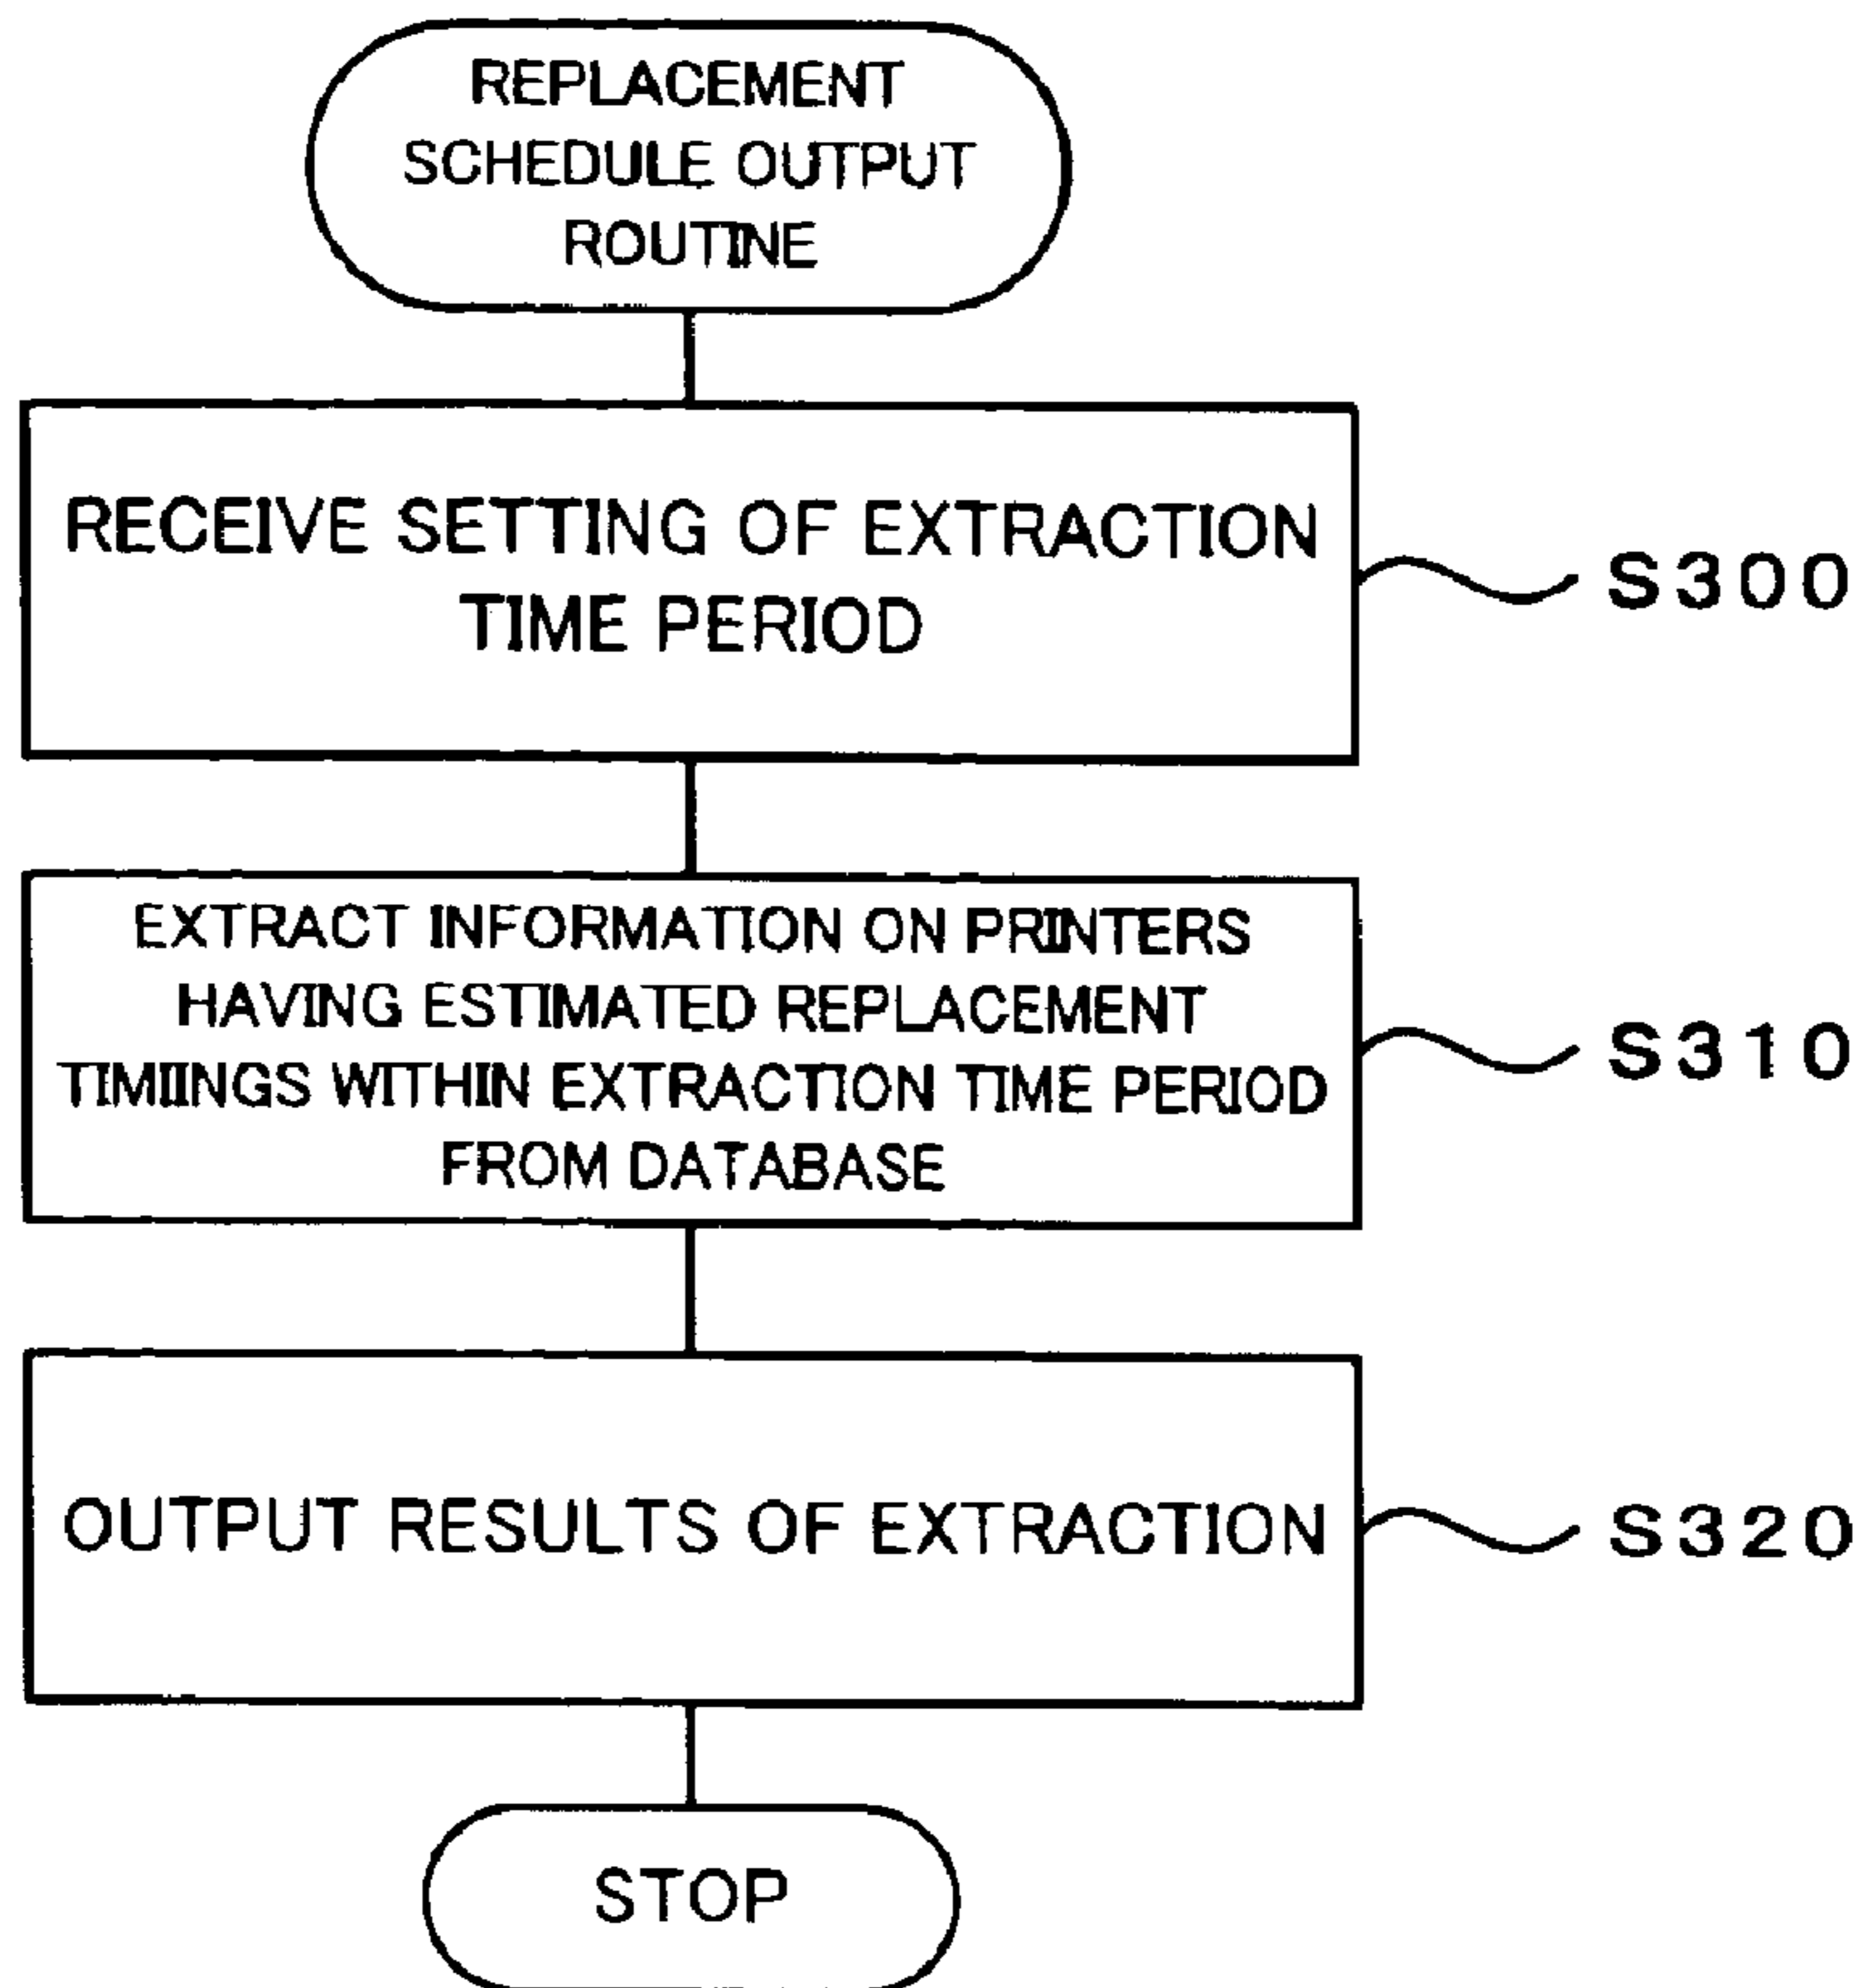 REPLACEMENT
SCHEDULE OUTPUT
ROUTINE
RECEIVE SETTING OF EXTRACTION
TIME PERIOD
S300
EXTRACT INFORMATION ON PRINTERS
HAVING ESTIMATED REPLACEMENT
TIMIINGS WITHIN EXTRACTION TIME PERIOD
FROM DATABASE
S310
OUTPUT RESULTS OF EXTRACTION
S320
STOP